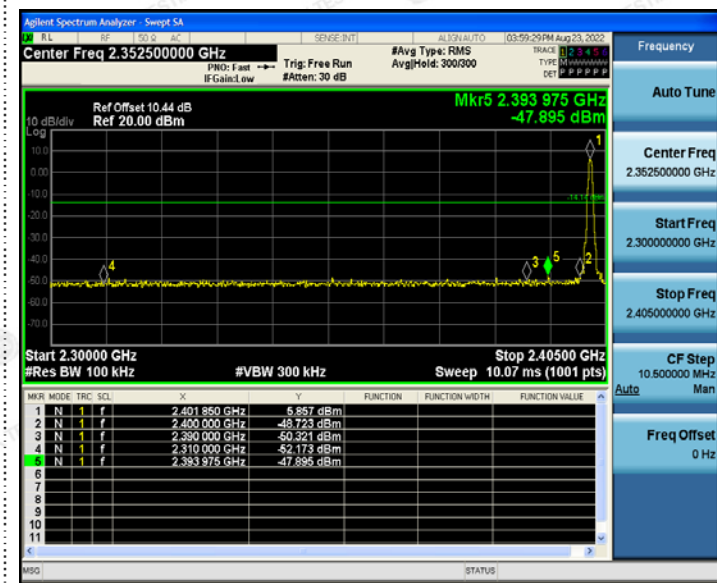 Agilent Spectrum Analyzer - Swept SA
RL RF 50 Ω AC SENSE:INT ALIGN AUTO 03:59:29 PM Aug 23, 2022
Center Freq 2.352500000 GHz
PNO: Fast
IFGain:Low
Trig: Free Run
#Atten: 30 dB
#Avg Type: RMS
Avg|Hold: 300/300
TRACE 1 2 3 4 5 6
TYPE M
DET P P P P P P
Ref Offset 10.44 dB
10 dB/div Ref 20.00 dBm
Log
Mkr5 2.393 975 GHz
-47.895 dBm
10.0
0.00
-10.0
-20.0
-30.0
-40.0
-50.0
-60.0
-70.0
1
4
3
5
2
Start 2.30000 GHz Stop 2.40500 GHz
#Res BW 100 kHz #VBW 300 kHz Sweep 10.07 ms (1001 pts)
MKR MODE TRC SCL X Y FUNCTION FUNCTION WIDTH FUNCTION VALUE
1 N 1 f 2.401 850 GHz 5.857 dBm
2 N 1 f 2.400 000 GHz -48.723 dBm
3 N 1 f 2.390 000 GHz -50.321 dBm
4 N 1 f 2.310 000 GHz -52.173 dBm
5 N 1 f 2.393 975 GHz -47.895 dBm
6
7
8
9
10
11
MSG STATUS
Frequency
Auto Tune
Center Freq
2.352500000 GHz
Start Freq
2.300000000 GHz
Stop Freq
2.405000000 GHz
CF Step
10.500000 MHz
Auto Man
Freq Offset
0 Hz